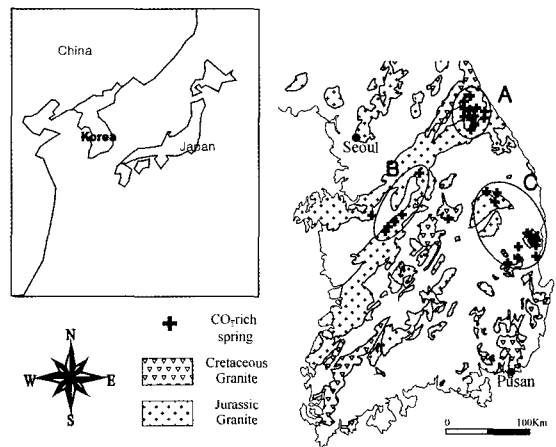 China
Korea
Japan
A
Seoul
B
C
Pusan
N
W E
S
CO₂-rich
spring
Cretaceous
Granite
Jurassic
Granite
0 100Km